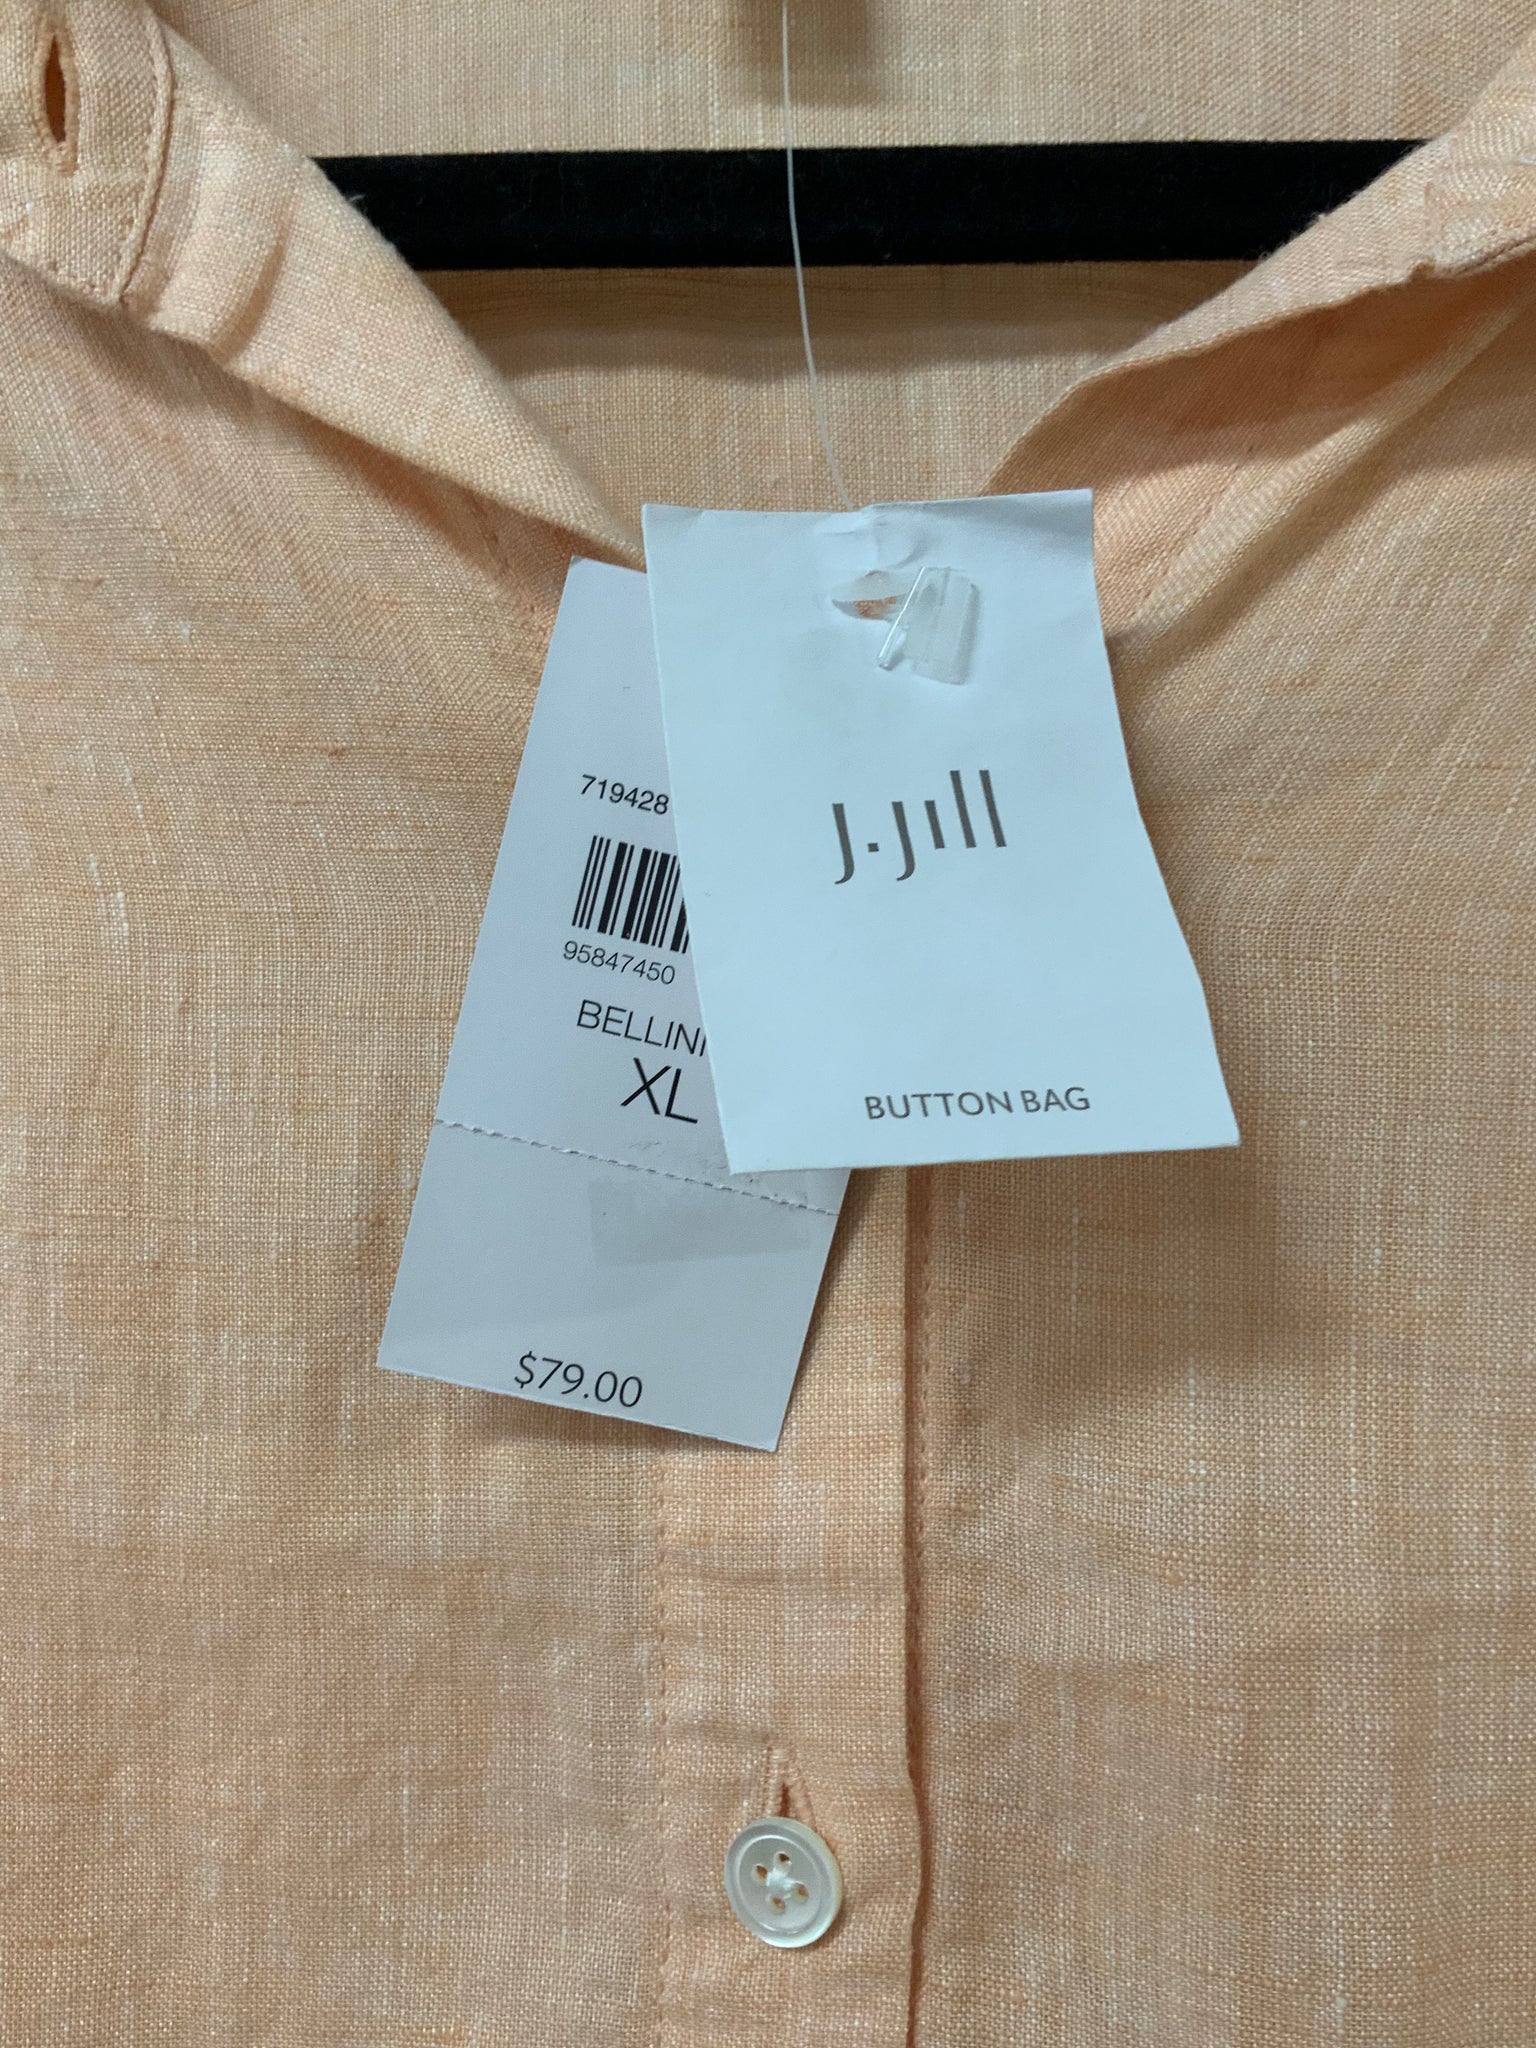 719428
95847450
BELLINI
XL
$79.00
J.Jill
BUTTON BAG